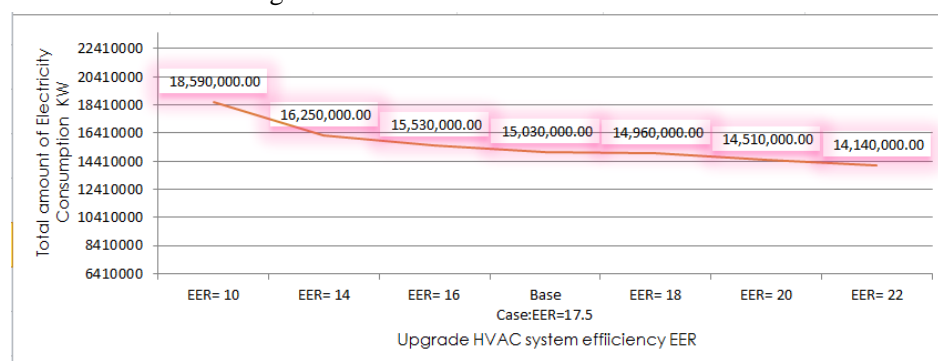 Total amount of Electricity
Consumption KW
22410000
20410000
18410000
16410000
14410000
12410000
10410000
8410000
6410000
18,590,000.00
16,250,000.00
15,530,000.00
15,030,000.00
14,960,000.00
14,510,000.00
14,140,000.00
EER= 10
EER= 14
EER= 16
Base
Case:EER=17.5
EER= 18
EER= 20
EER= 22
Upgrade HVAC system effiiciency EER